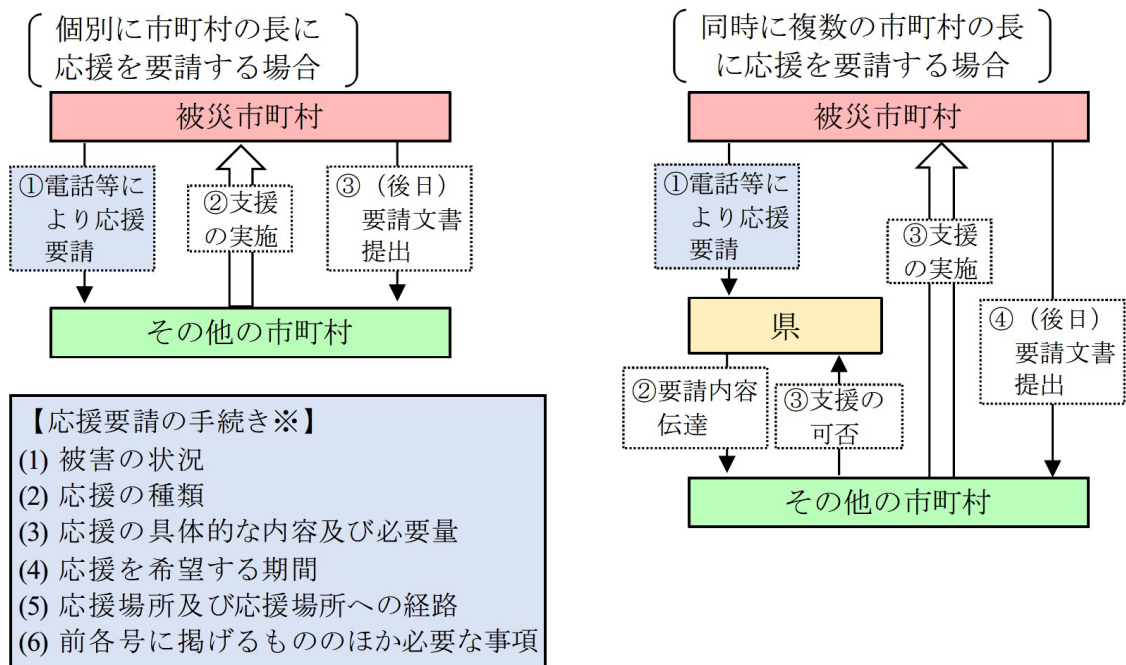 個別に市町村の長に
応援を要請する場合
被災市町村
①電話等に
より応援
要請
②支援
の実施
③（後日）
要請文書
提出
その他の市町村
【応援要請の手続き※】
(1) 被害の状況
(2) 応援の種類
(3) 応援の具体的な内容及び必要量
(4) 応援を希望する期間
(5) 応援場所及び応援場所への経路
(6) 前各号に掲げるもののほか必要な事項
同時に複数の市町村の長
に応援を要請する場合
被災市町村
①電話等に
より応援
要請
県
②要請内容
伝達
③支援の
可否
③支援
の実施
④（後日）
要請文書
提出
その他の市町村